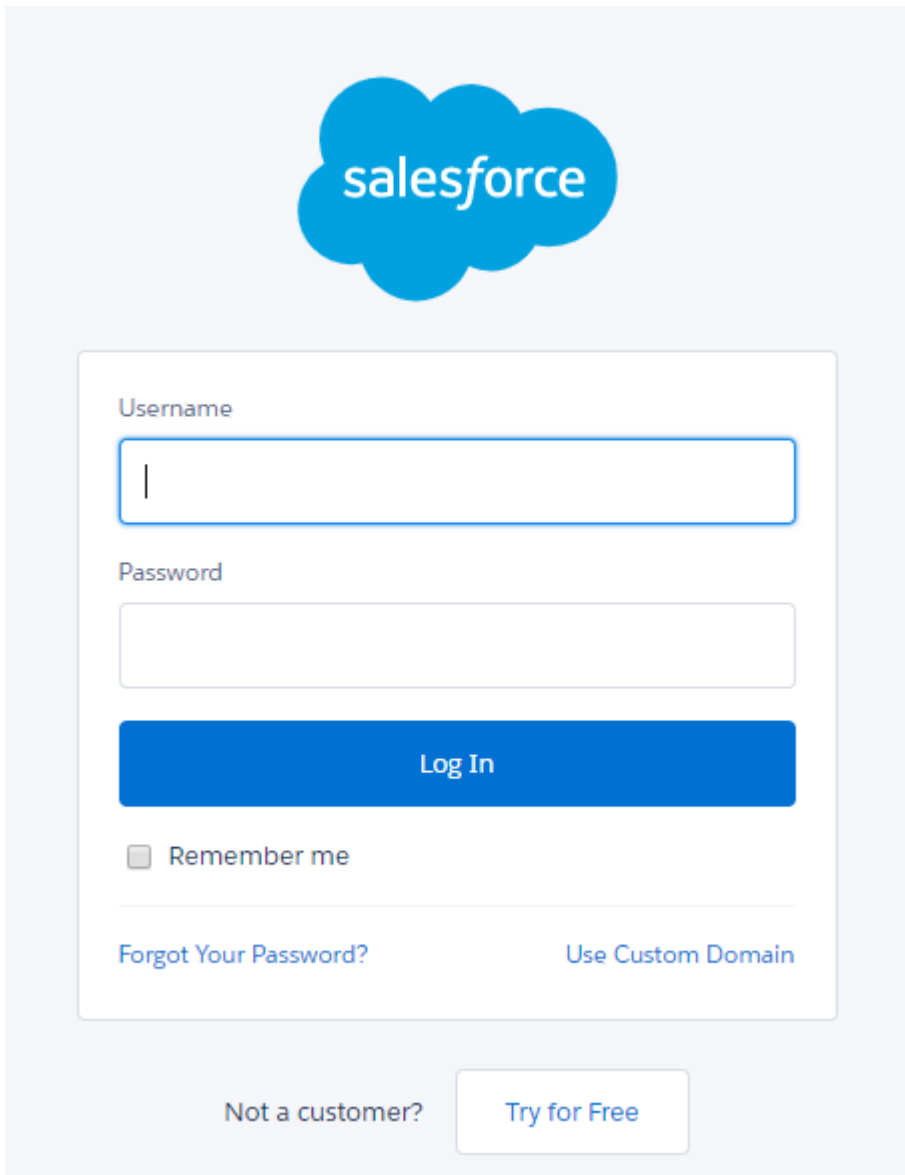 salesforce
Username
Password
Log In
Remember me
Forgot Your Password? Use Custom Domain
Not a customer? Try for Free